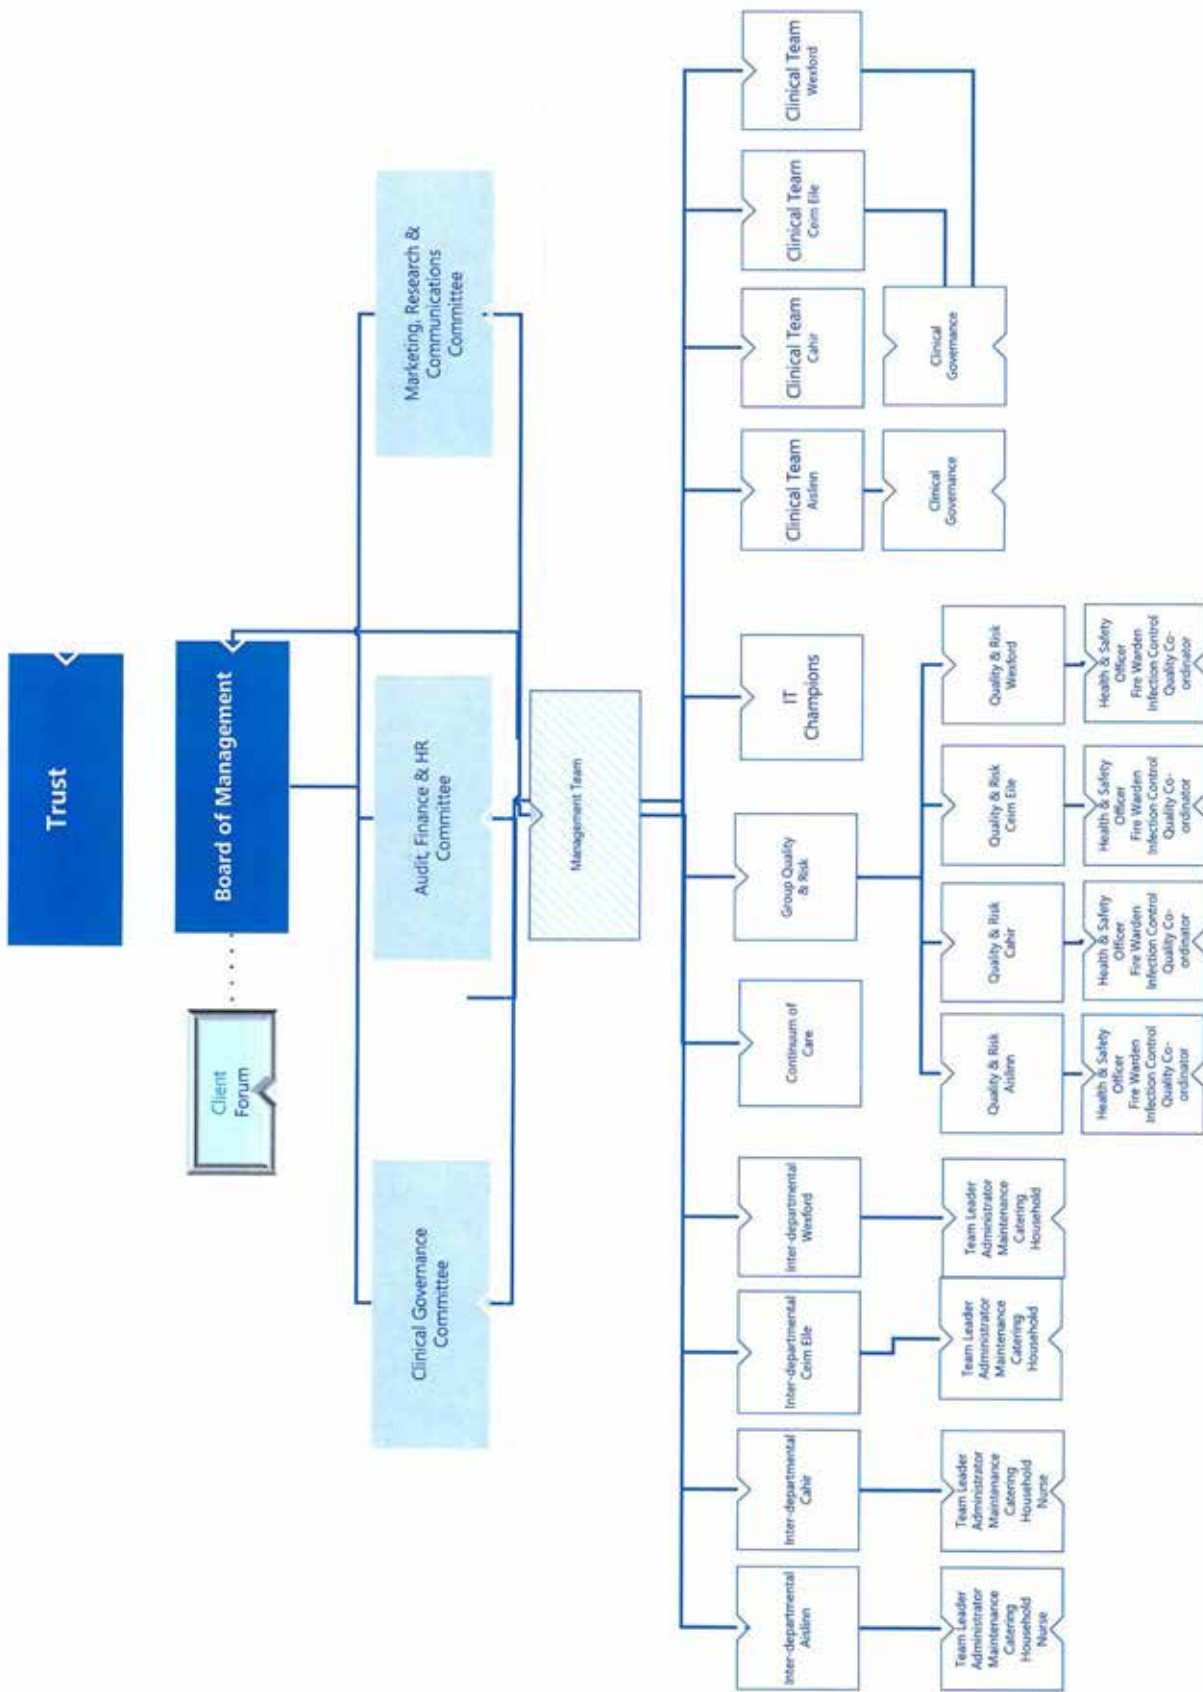 Trust
Board of Management
Client
Forum
Clinical Governance
Committee
Audit, Finance & HR
Committee
Marketing, Research &
Communications
Committee
Management Team
Inter-departmental
Aislinn
Inter-departmental
Cahir
Inter-departmental
Ceim Eile
Inter-departmental
Wexford
Continuum of
Care
Group Quality
& Risk
IT
Champions
Clinical Team
Aislinn
Clinical Team
Cahir
Clinical Team
Ceim Eile
Clinical Team
Wexford
Team Leader
Administrator
Maintenance
Catering
Household
Nurse
Team Leader
Administrator
Maintenance
Catering
Household
Nurse
Team Leader
Administrator
Maintenance
Catering
Household
Team Leader
Administrator
Maintenance
Catering
Household
Quality & Risk
Aislinn
Quality & Risk
Cahir
Quality & Risk
Ceim Eile
Quality & Risk
Wexford
Clinical
Governance
Clinical
Governance
Health & Safety
Officer
Fire Warden
Infection Control
Quality Co-
ordinator
Health & Safety
Officer
Fire Warden
Infection Control
Quality Co-
ordinator
Health & Safety
Officer
Fire Warden
Infection Control
Quality Co-
ordinator
Health & Safety
Officer
Fire Warden
Infection Control
Quality Co-
ordinator